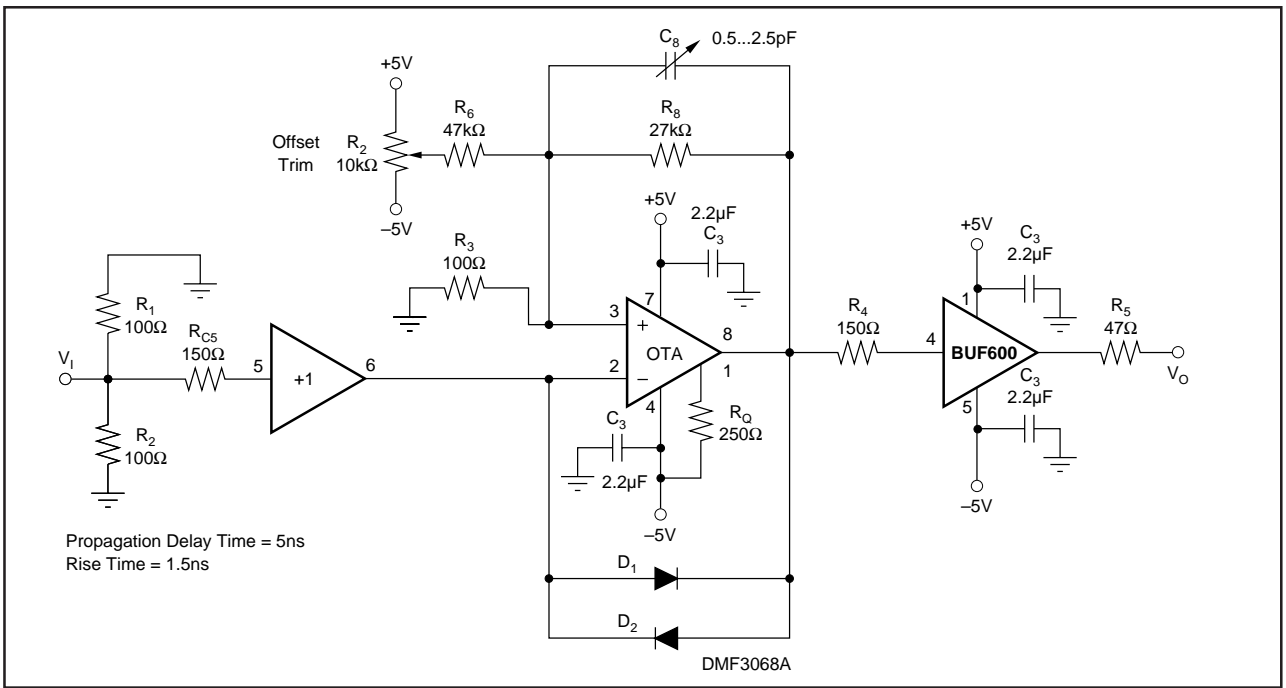 C8 0.5...2.5pF
+5V
R6
47kΩ
R8
27kΩ
Offset
Trim
R2
10kΩ
–5V
+5V
2.2µF
C3
R3
100Ω
+5V
C3
2.2µF
R1
100Ω
RC5
150Ω
VI
5
+1
6
3
+
7
OTA
8
2
–
4
1
R4
150Ω
4
1
BUF600
5
R5
47Ω
VO
R2
100Ω
C3
2.2µF
RQ
250Ω
–5V
C3
2.2µF
–5V
Propagation Delay Time = 5ns
Rise Time = 1.5ns
D1
D2
DMF3068A